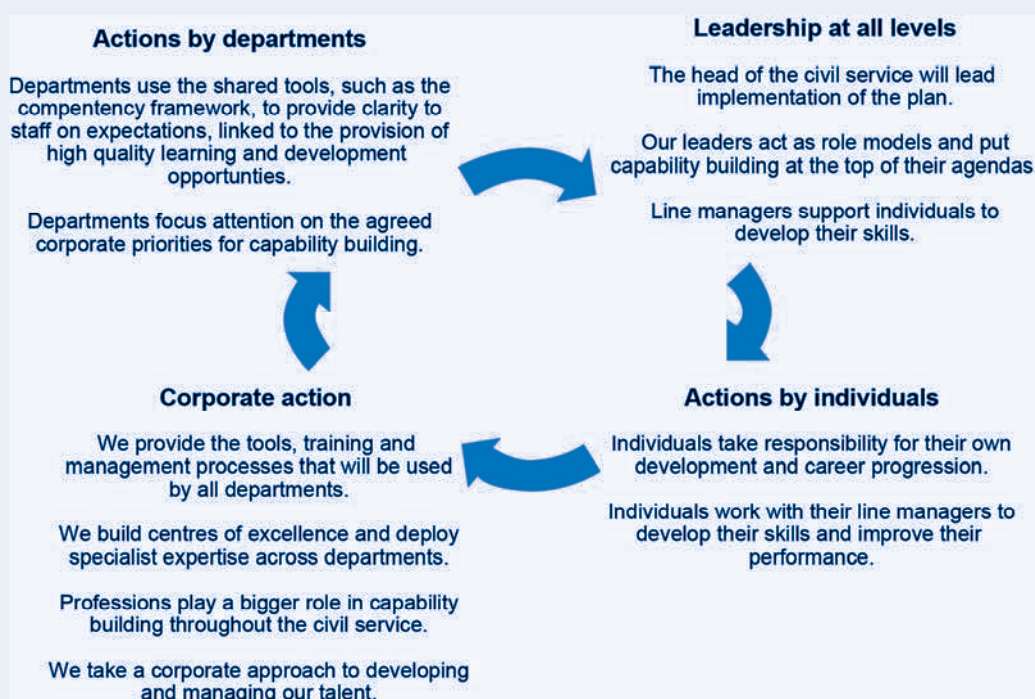 Actions by departments
Departments use the shared tools, such as the
compentency framework, to provide clarity to
staff on expectations, linked to the provision of
high quality learning and development
opportunties.
Departments focus attention on the agreed
corporate priorities for capability building.
Leadership at all levels
The head of the civil service will lead
implementation of the plan.
Our leaders act as role models and put
capability building at the top of their agendas
Line managers support individuals to
develop their skills.
Actions by individuals
Individuals take responsibility for their own
development and career progression.
Individuals work with their line managers to
develop their skills and improve their
performance.
Corporate action
We provide the tools, training and
management processes that will be used
by all departments.
We build centres of excellence and deploy
specialist expertise across departments.
Professions play a bigger role in capability
building throughout the civil service.
We take a corporate approach to developing
and managing our talent.